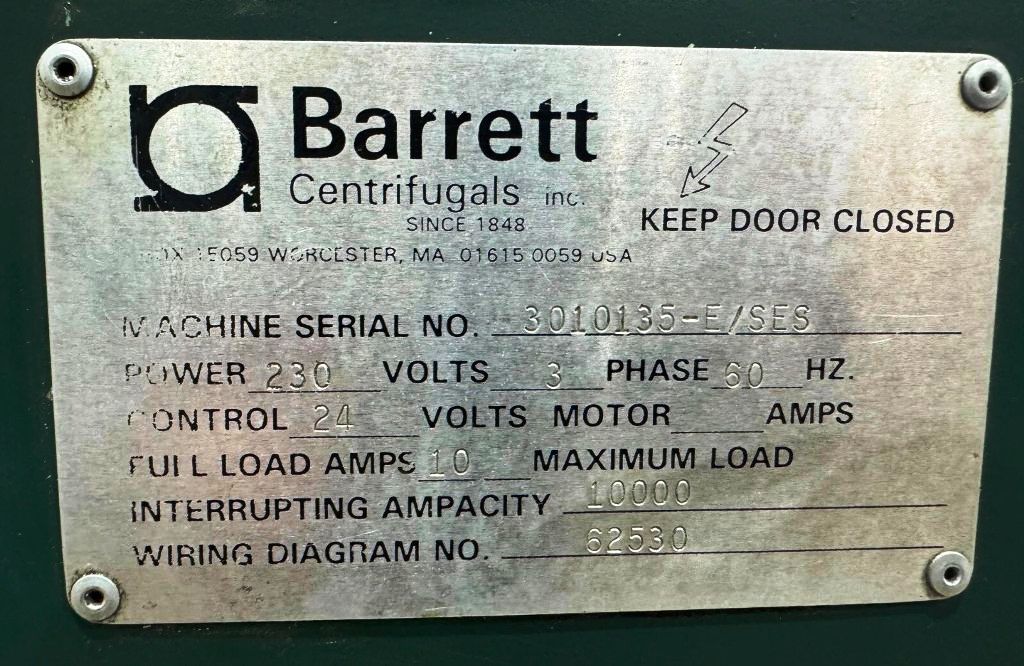 Barrett
Centrifugals inc.
SINCE 1848
KEEP DOOR CLOSED
BOX 15059 WORCESTER, MA 01615 0059 USA
MACHINE SERIAL NO. 3010135-E/SES
POWER 230 VOLTS 3 PHASE 60 HZ.
CONTROL 24 VOLTS MOTOR AMPS
FULL LOAD AMPS 10 MAXIMUM LOAD
INTERRUPTING AMPACITY 10000
WIRING DIAGRAM NO. 62530